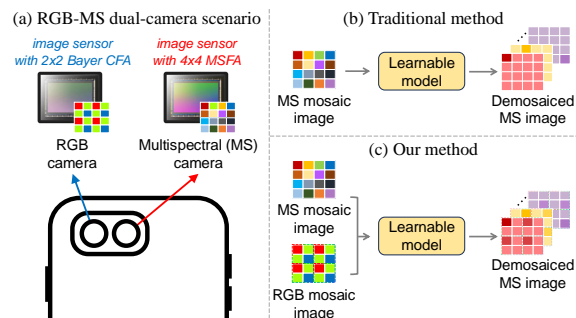 (a) RGB-MS dual-camera scenario
image sensor
with 2x2 Bayer CFA
image sensor
with 4x4 MSFA
RGB
camera
Multispectral (MS)
camera
(b) Traditional method
MS mosaic
image
Learnable
model
Demosaiced
MS image
(c) Our method
MS mosaic
image
RGB mosaic
image
Learnable
model
Demosaiced
MS image